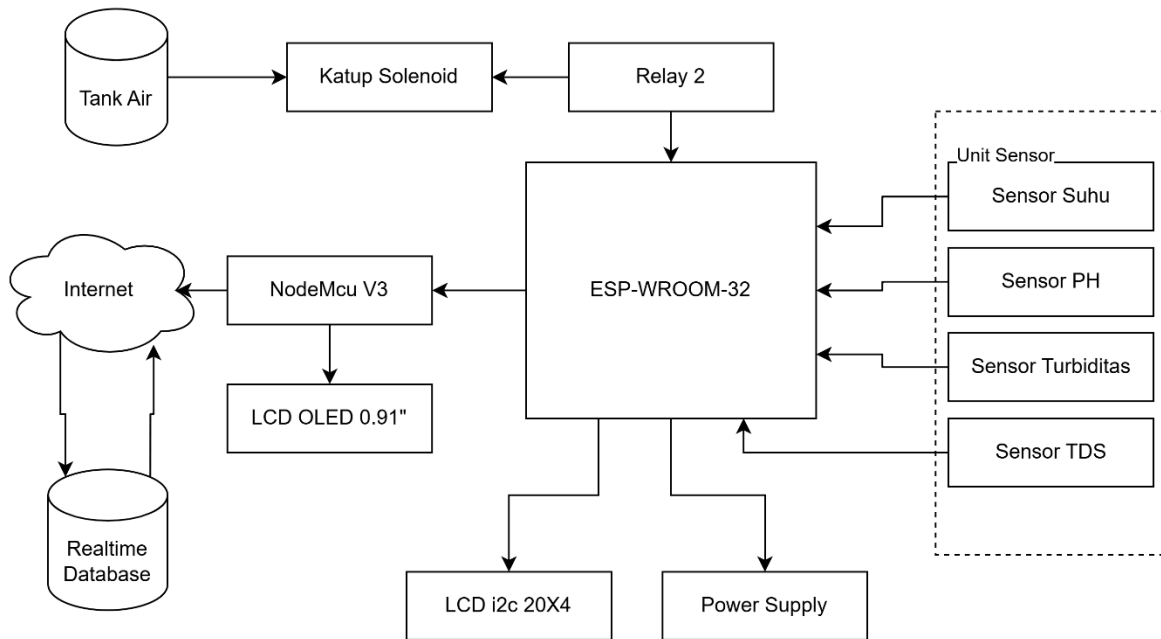 Tank Air
Katup Solenoid
Relay 2
Unit Sensor
Sensor Suhu
Sensor PH
Sensor Turbiditas
Sensor TDS
ESP-WROOM-32
NodeMcu V3
Internet
LCD OLED 0.91"
Realtime
Database
LCD i2c 20X4
Power Supply